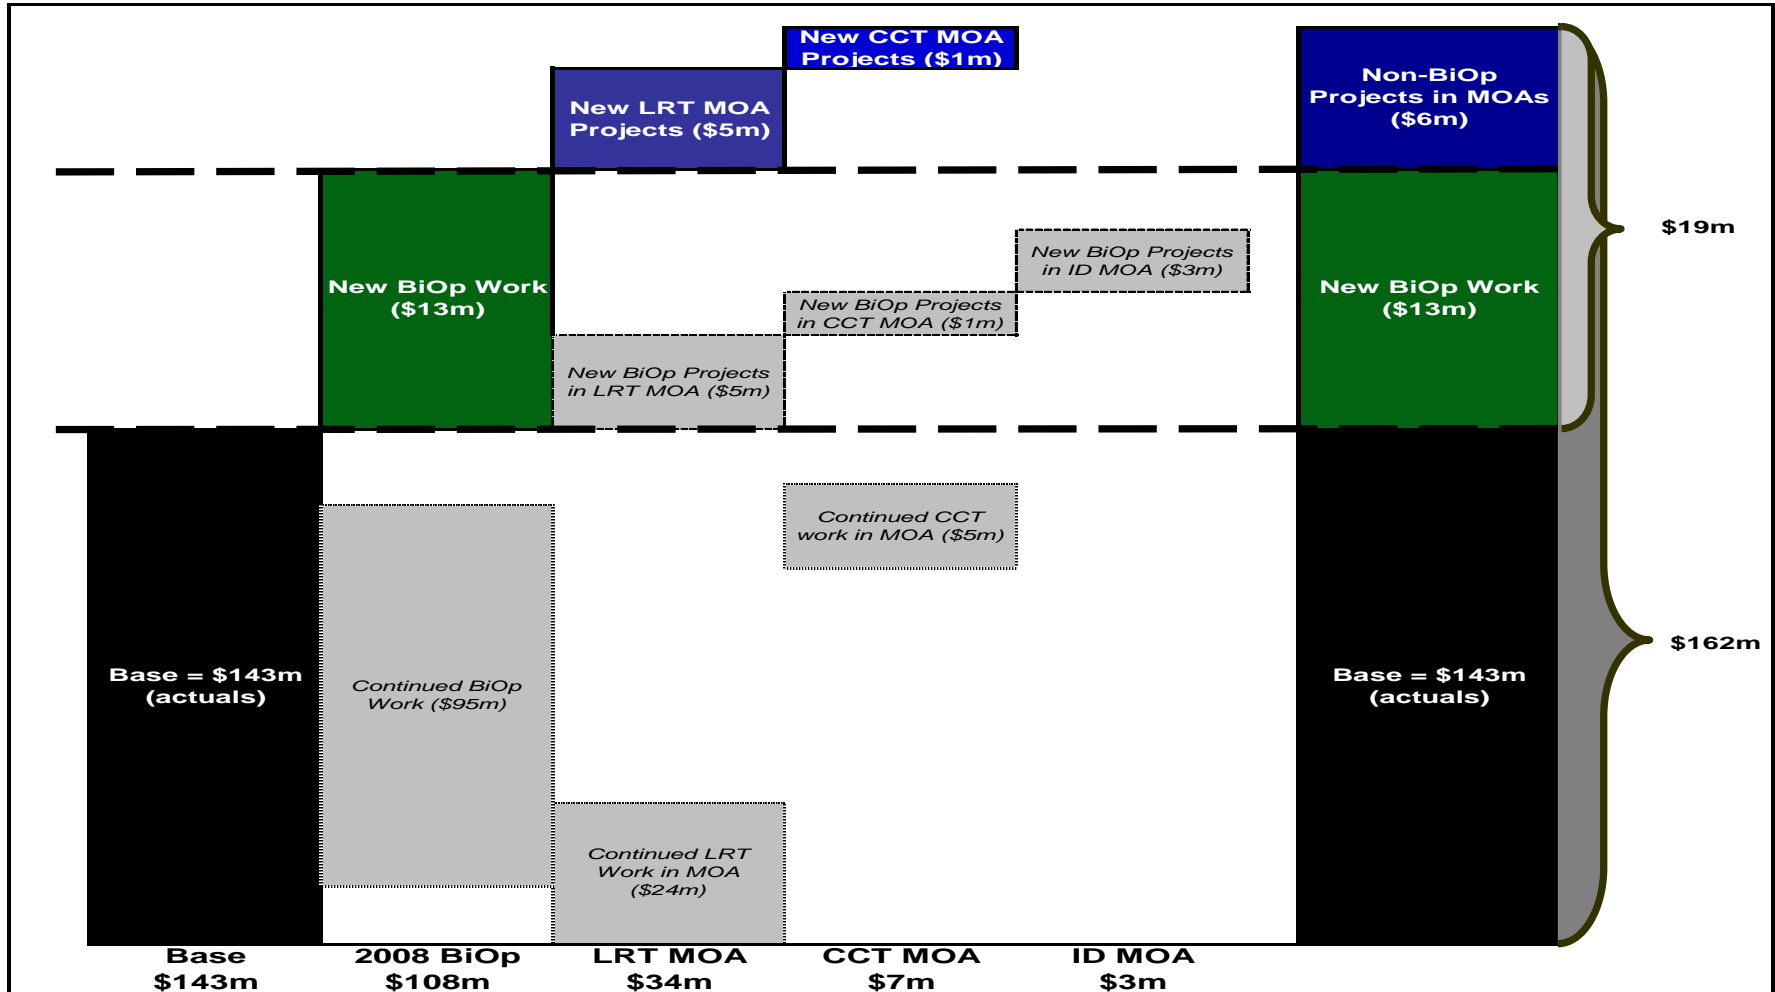 New CCT MOA
Projects ($1m)
New LRT MOA
Projects ($5m)
Non-BiOp
Projects in MOAs
($6m)
$19m
New BiOp Work
($13m)
New BiOp Projects
in LRT MOA ($5m)
New BiOp Projects
in CCT MOA ($1m)
New BiOp Projects
in ID MOA ($3m)
New BiOp Work
($13m)
Continued CCT
work in MOA ($5m)
$162m
Base = $143m
(actuals)
Continued BiOp
Work ($95m)
Base = $143m
(actuals)
Continued LRT
Work in MOA
($24m)
Base
$143m
2008 BiOp
$108m
LRT MOA
$34m
CCT MOA
$7m
ID MOA
$3m